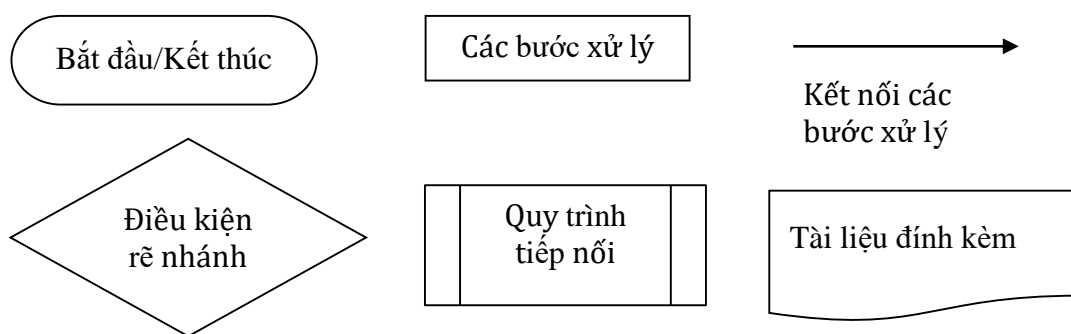 Bắt đầu/Kết thúc
Các bước xử lý
Kết nối các
bước xử lý
Điều kiện
rẽ nhánh
Quy trình
tiếp nối
Tài liệu đính kèm